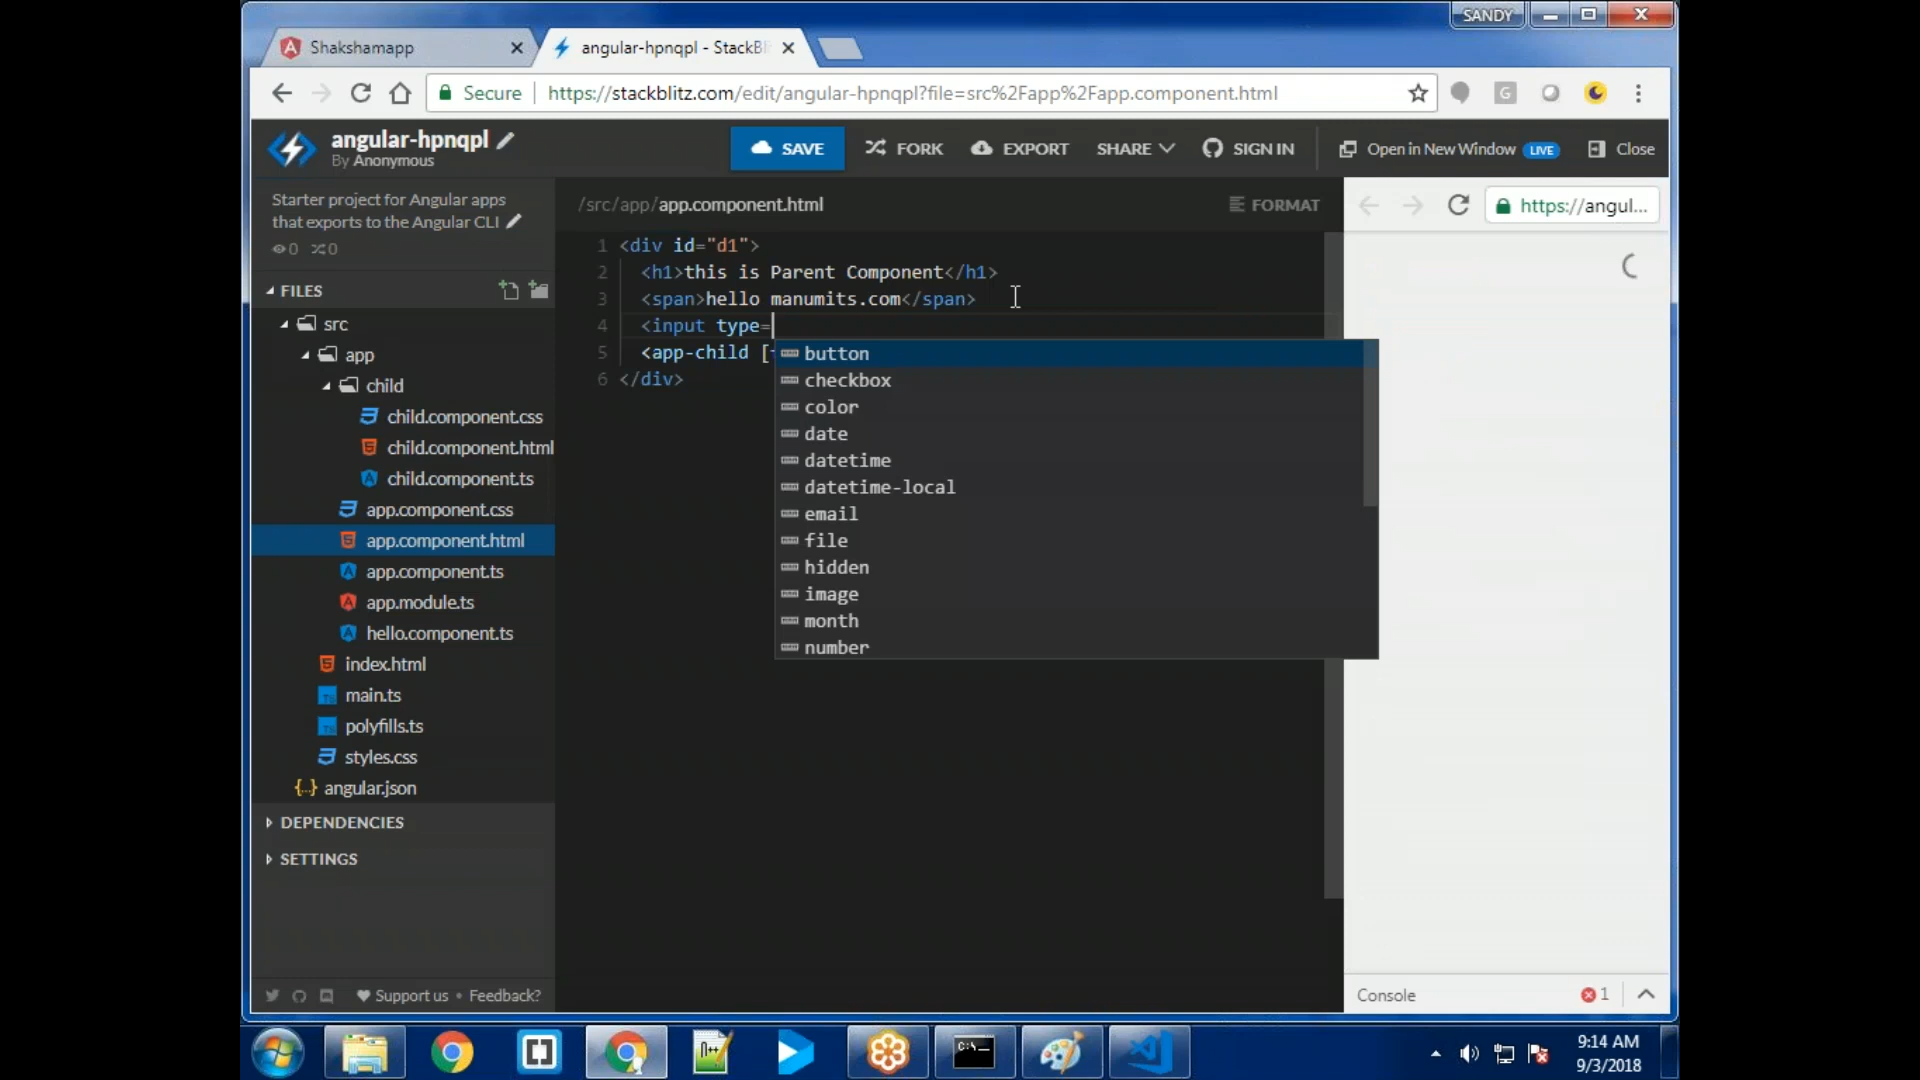 SANDY
Shakshamapp
angular-hpnqpl - StackBl
Secure
https://stackblitz.com/edit/angular-hpnqpl?file=src%2Fapp%2Fapp.component.html
G
angular-hpnqpl
By Anonymous
SAVE
FORK
EXPORT
SHARE
SIGN IN
Open in New Window LIVE
Close
Starter project for Angular apps
that exports to the Angular CLI
0 0
/src/app/app.component.html
FORMAT
https://angul...
FILES
src
app
child
child.component.css
child.component.html
child.component.ts
app.component.css
app.component.html
app.component.ts
app.module.ts
hello.component.ts
index.html
main.ts
polyfills.ts
styles.css
angular.json
DEPENDENCIES
SETTINGS
1 <div id="d1">
2 <h1>this is Parent Component</h1>
3 <span>hello manumits.com</span>
4 <input type=
5 <app-child [
6 </div>
button
checkbox
color
date
datetime
datetime-local
email
file
hidden
image
month
number
Support us • Feedback?
Console
1
C:\
9:14 AM
9/3/2018